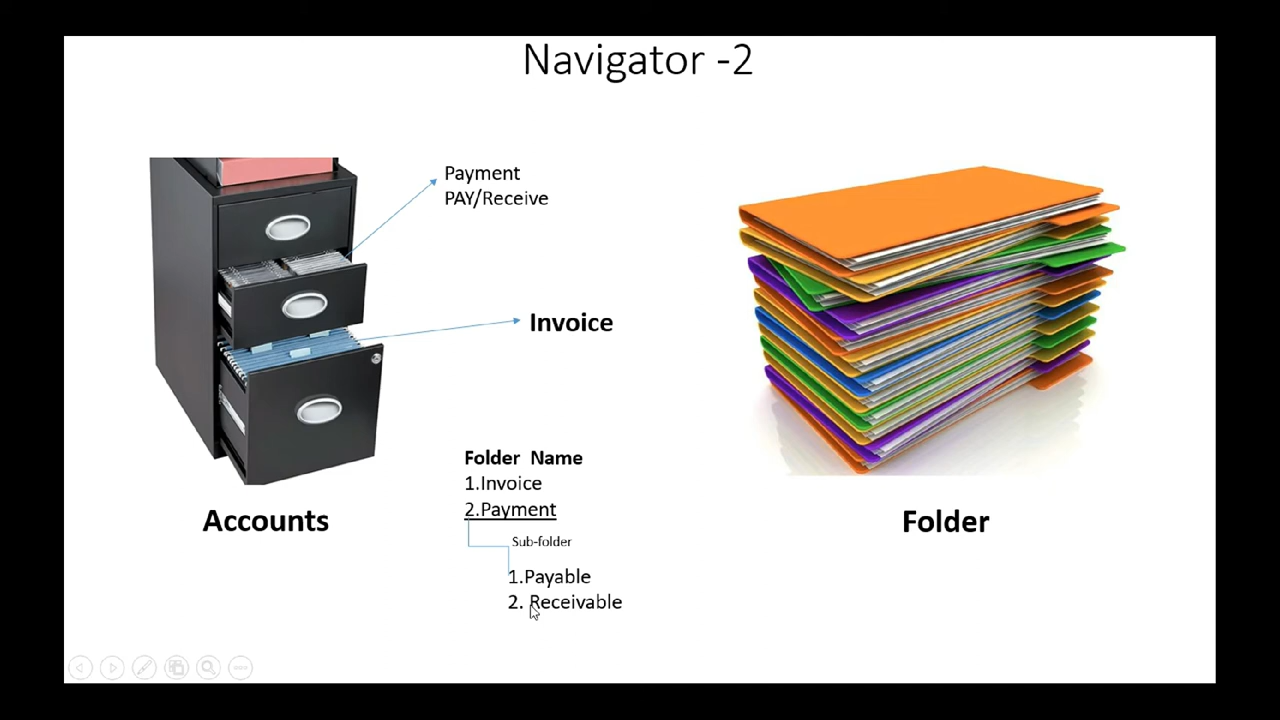 Navigator -2
Payment
PAY/Receive
Invoice
Folder Name
1.Invoice
2.Payment
Sub-folder
1.Payable
2. Receivable
Accounts
Folder